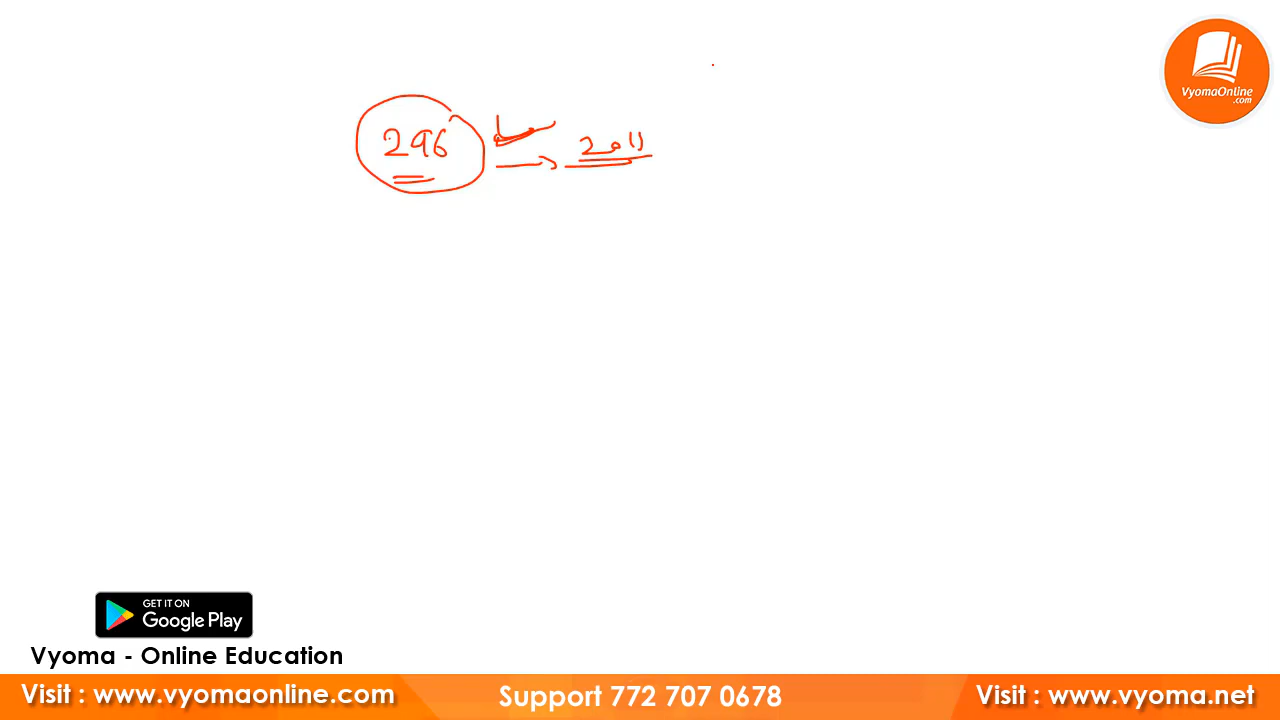 VyomaOnline
.com
296 → 2011
GET IT ON
Google Play
Vyoma - Online Education
Visit : www.vyomaonline.com Support 772 707 0678 Visit : www.vyoma.net